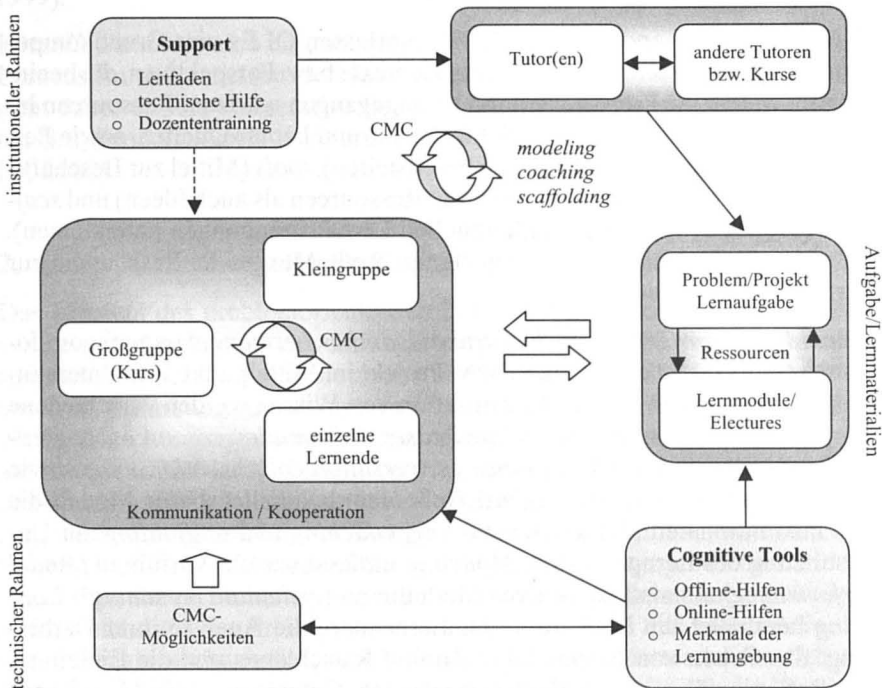 institutioneller Rahmen
Support
o Leitfaden
o technische Hilfe
o Dozententraining
Tutor(en)
andere Tutoren
bzw. Kurse
CMC
modeling
coaching
scaffolding
Kleingruppe
Großgruppe
(Kurs)
CMC
einzelne
Lernende
Kommunikation / Kooperation
Problem/Projekt
Lernaufgabe
Ressourcen
Lernmodule/
Electures
Aufgabe/Lernmaterialien
technischer Rahmen
CMC-
Möglichkeiten
Cognitive Tools
o Offline-Hilfen
o Online-Hilfen
o Merkmale der
Lernumgebung